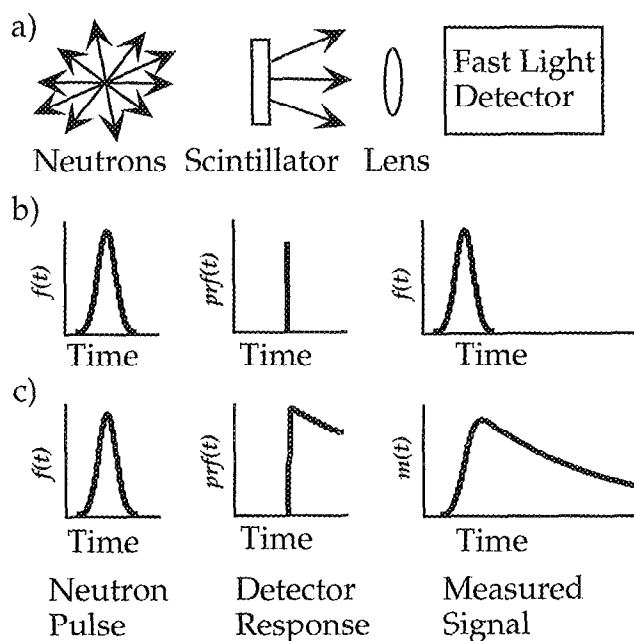 a)
Fast Light
Detector
Neutrons Scintillator Lens
b)
f(t) prf(t) f(t)
Time Time Time
c)
f(t) prf(t) m(t)
Time Time Time
Neutron Detector Measured
Pulse Response Signal